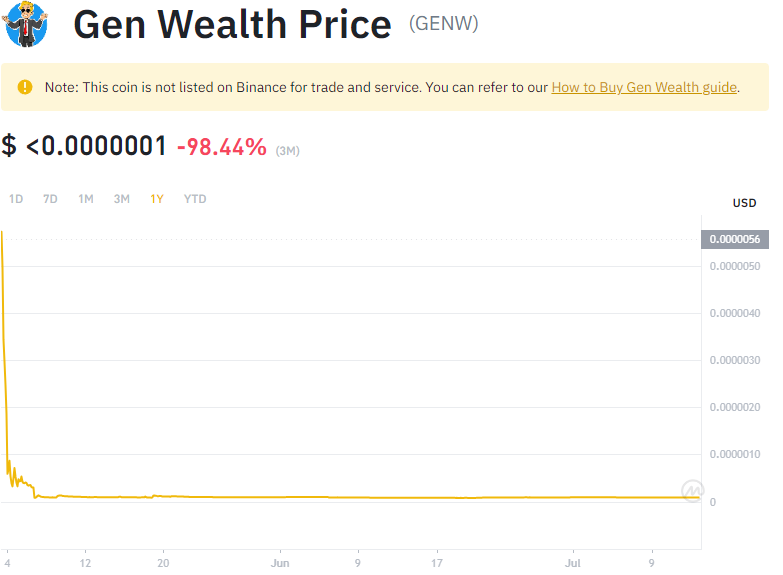 Gen Wealth Price (GENW)
Note: This coin is not listed on Binance for trade and service. You can refer to our How to Buy Gen Wealth guide.
$ <0.0000001 -98.44% (3M)
1D 7D 1M 3M 1Y YTD
USD
0.0000056
0.0000050
0.0000040
0.0000030
0.0000020
0.0000010
0
4 12 20 Jun 9 17 Jul 9